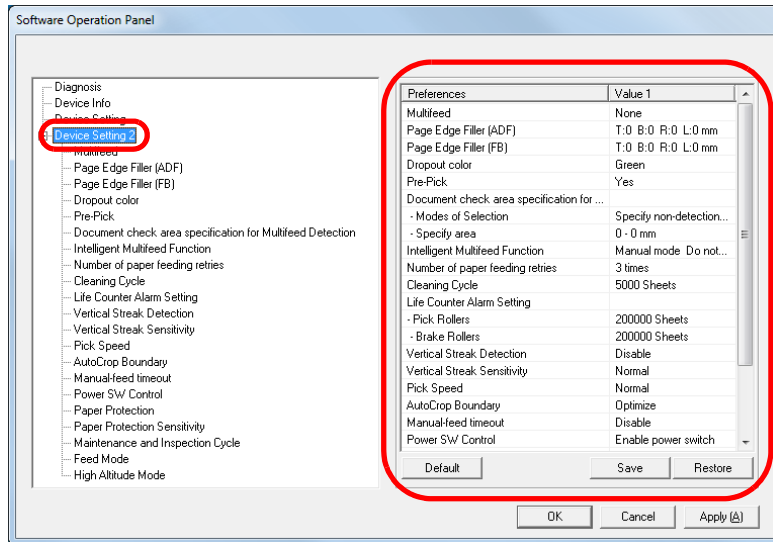 Software Operation Panel
Diagnosis
Device Info
Device Setting
Device Setting 2
Multifeed
Page Edge Filler (ADF)
Page Edge Filler (FB)
Dropout color
Pre-Pick
Document check area specification for Multifeed Detection
Intelligent Multifeed Function
Number of paper feeding retries
Cleaning Cycle
Life Counter Alarm Setting
Vertical Streak Detection
Vertical Streak Sensitivity
Pick Speed
AutoCrop Boundary
Manual-feed timeout
Power SW Control
Paper Protection
Paper Protection Sensitivity
Maintenance and Inspection Cycle
Feed Mode
High Altitude Mode
Preferences Value 1
Multifeed None
Page Edge Filler (ADF) T:0 B:0 R:0 L:0 mm
Page Edge Filler (FB) T:0 B:0 R:0 L:0 mm
Dropout color Green
Pre-Pick Yes
Document check area specification for ...
- Modes of Selection Specify non-detection...
- Specify area 0 - 0 mm
Intelligent Multifeed Function Manual mode Do not...
Number of paper feeding retries 3 times
Cleaning Cycle 5000 Sheets
Life Counter Alarm Setting
- Pick Rollers 200000 Sheets
- Brake Rollers 200000 Sheets
Vertical Streak Detection Disable
Vertical Streak Sensitivity Normal
Pick Speed Normal
AutoCrop Boundary Optimize
Manual-feed timeout Disable
Power SW Control Enable power switch
Default Save Restore
OK Cancel Apply (A)